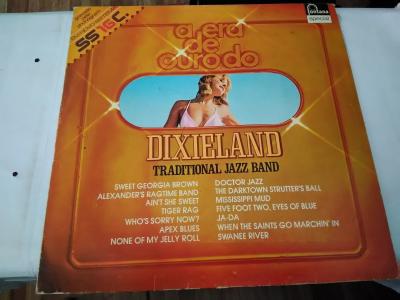 SS16C
a era
de
ouro do
fontana
special
DIXIELAND
TRADITIONAL JAZZ BAND
SWEET GEORGIA BROWN
ALEXANDER'S RAGTIME BAND
AIN'T SHE SWEET
TIGER RAG
WHO'S SORRY NOW?
APEX BLUES
NONE OF MY JELLY ROLL
DOCTOR JAZZ
THE DARKTOWN STRUTTER'S BALL
MISSISSIPPI MUD
FIVE FOOT TWO, EYES OF BLUE
JA-DA
WHEN THE SAINTS GO MARCHIN' IN
SWANEE RIVER